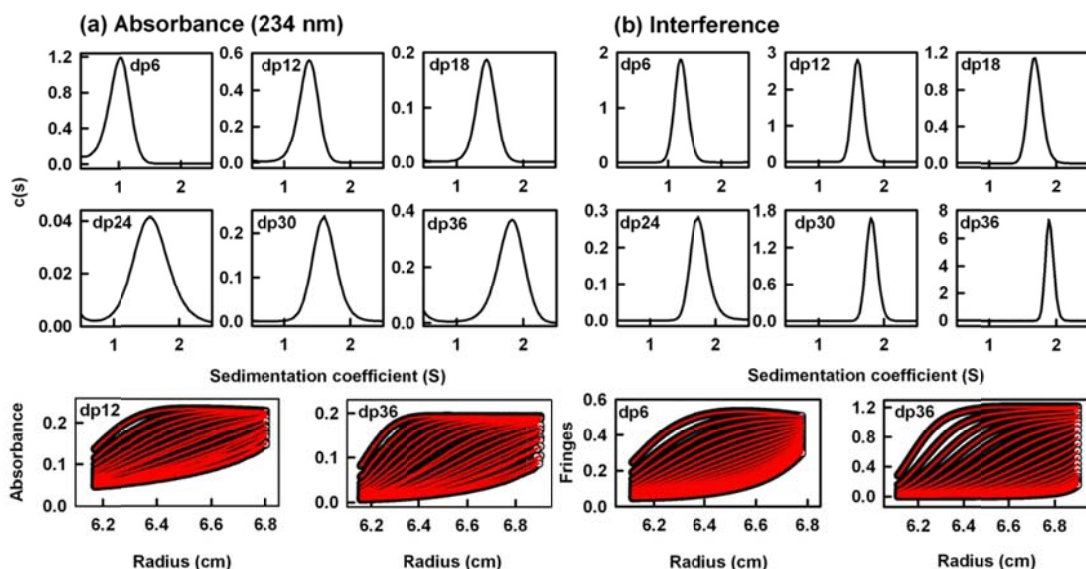 (a) Absorbance (234 nm)
(b) Interference
1.2 0.8 0.4 0.0
dp6
0.6 0.4 0.2 0.0
dp12
0.2 0.1 0.0
dp18
2 1 0
dp6
3 2 1 0
dp12
1.2 0.8 0.4 0.0
dp18
1 2 1 2 1 2 1 2 1 2 1 2
c(s)
0.04 0.02 0.00
dp24
0.2 0.1 0.0
dp30
0.4 0.2 0.0
dp36
0.3 0.2 0.1 0.0
dp24
1.8 1.2 0.6 0.0
dp30
8 6 4 2 0
dp36
1 2 1 2 1 2 1 2 1 2 1 2
Sedimentation coefficient (S)
Sedimentation coefficient (S)
Absorbance
0.2 0.1 0.0
dp12
0.2 0.1 0.0
dp36
Fringes
0.6 0.4 0.2 0.0
dp6
1.2 0.8 0.4 0.0
dp36
6.2 6.4 6.6 6.8 6.2 6.4 6.6 6.8 6.2 6.4 6.6 6.8 6.2 6.4 6.6 6.8
Radius (cm) Radius (cm) Radius (cm) Radius (cm)